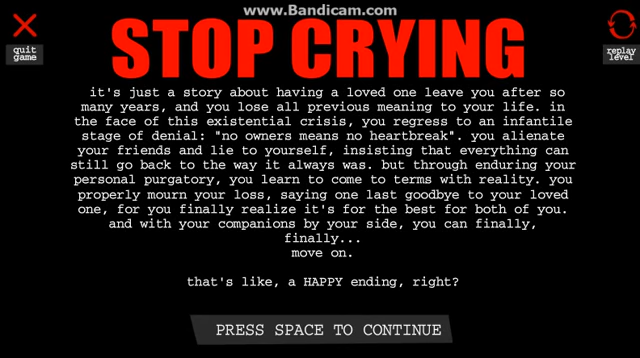 www.Bandicam.com
STOP CRYING
quit
game
replay
level
it's just a story about having a loved one leave you after so
many years, and you lose all previous meaning to your life. in
the face of this existential crisis, you regress to an infantile
stage of denial: "no owners means no heartbreak". you alienate
your friends and lie to yourself, insisting that everything can
still go back to the way it always was. but through enduring your
personal purgatory, you learn to come to terms with reality. you
properly mourn your loss, saying one last goodbye to your loved
one, for you finally realize it's for the best for both of you.
and with your companions by your side, you can finally,
finally...
move on.
that's like, a HAPPY ending, right?
PRESS SPACE TO CONTINUE